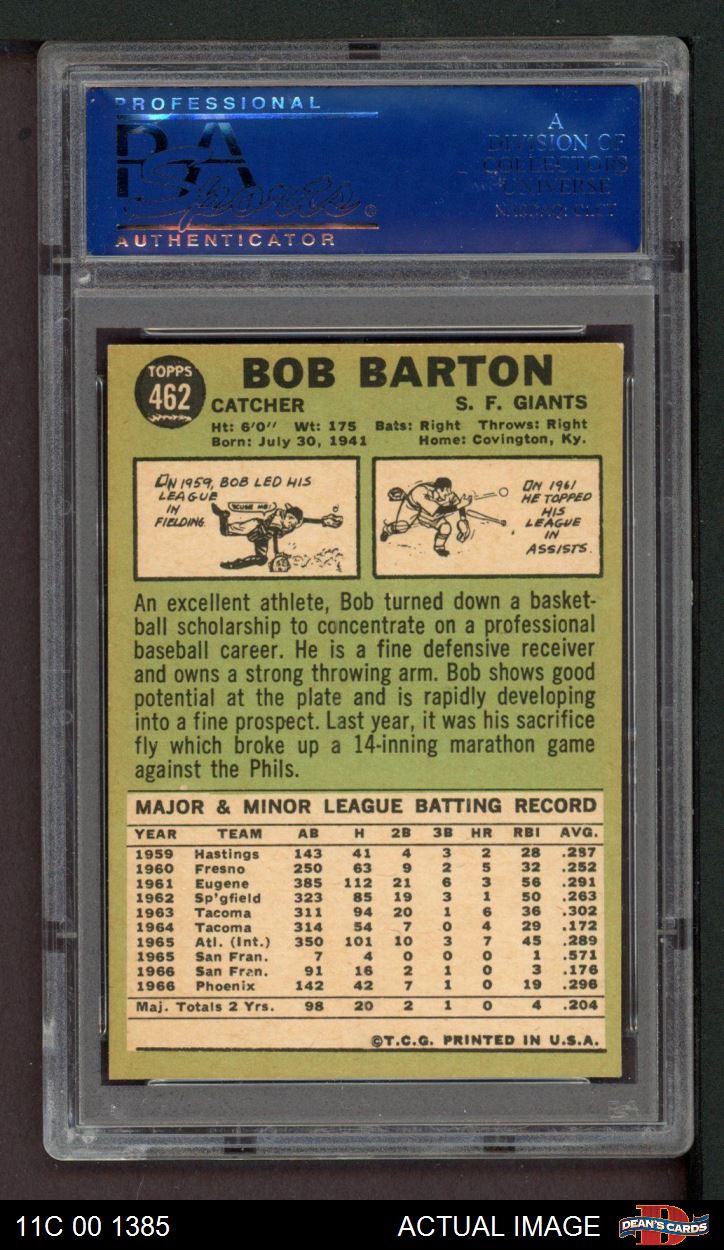 PROFESSIONAL
PSA
Sports
AUTHENTICATOR
A
DIVISION OF
COLLECTORS
UNIVERSE
NASDAQ: CLCT
TOPPS
462
BOB BARTON
CATCHER S. F. GIANTS
Ht: 6'0" Wt: 175 Bats: Right Throws: Right
Born: July 30, 1941 Home: Covington, Ky.
ON 1959, BOB LED HIS
LEAGUE
IN
FIELDING
'SCUSE ME!
ON 1961
HE TOPPED
HIS
LEAGUE
IN
ASSISTS.
An excellent athlete, Bob turned down a basket-
ball scholarship to concentrate on a professional
baseball career. He is a fine defensive receiver
and owns a strong throwing arm. Bob shows good
potential at the plate and is rapidly developing
into a fine prospect. Last year, it was his sacrifice
fly which broke up a 14-inning marathon game
against the Phils.
MAJOR & MINOR LEAGUE BATTING RECORD
YEAR TEAM AB H 2B 3B HR RBI AVG.
1959 Hastings 143 41 4 3 2 28 .287
1960 Fresno 250 63 9 2 5 32 .252
1961 Eugene 385 112 21 6 3 56 .291
1962 Sp'gfield 323 85 19 3 1 50 .263
1963 Tacoma 311 94 20 1 6 36 .302
1964 Tacoma 314 54 7 0 4 29 .172
1965 Atl. (Int.) 350 101 10 3 7 45 .289
1965 San Fran. 7 4 0 0 0 1 .571
1966 San Fran. 91 16 2 1 0 3 .176
1966 Phoenix 142 42 7 1 0 19 .296
Maj. Totals 2 Yrs. 98 20 2 1 0 4 .204
©T.C.G. PRINTED IN U.S.A.
11C 00 1385 ACTUAL IMAGE DEAN'S CARDS